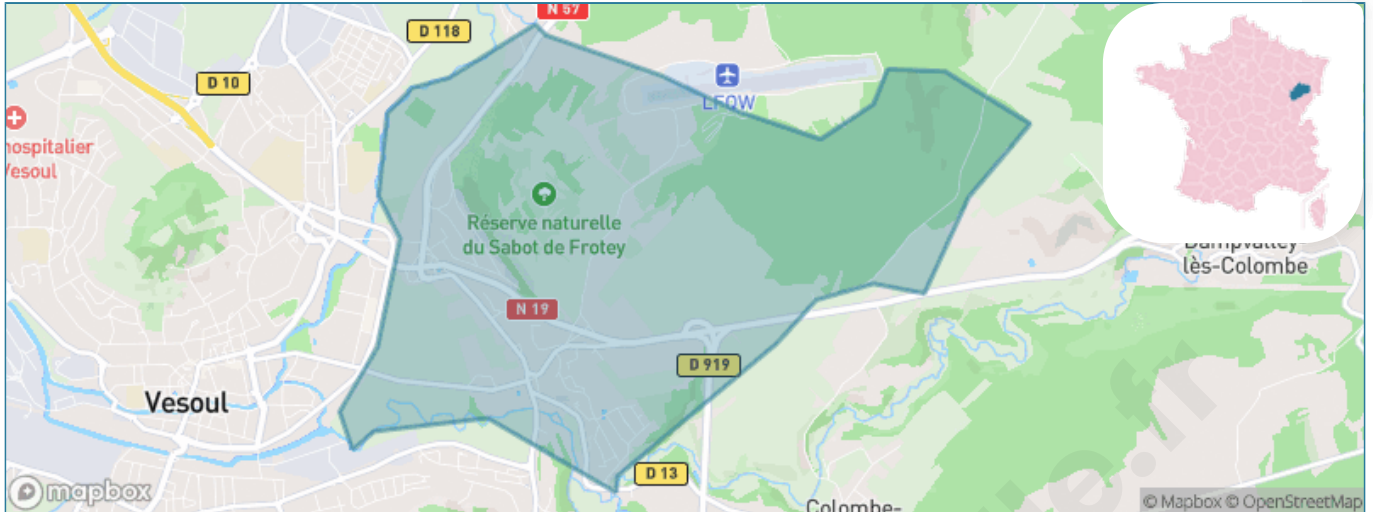 N 57
D 118
D 10
LFOW
hospitalier
Vesoul
Réserve naturelle
du Sabot de Frotey
Dampvalley-
lès-Colombe
N 19
D 919
Vesoul
D 13
Colombe-
mapbox
© Mapbox © OpenStreetMap